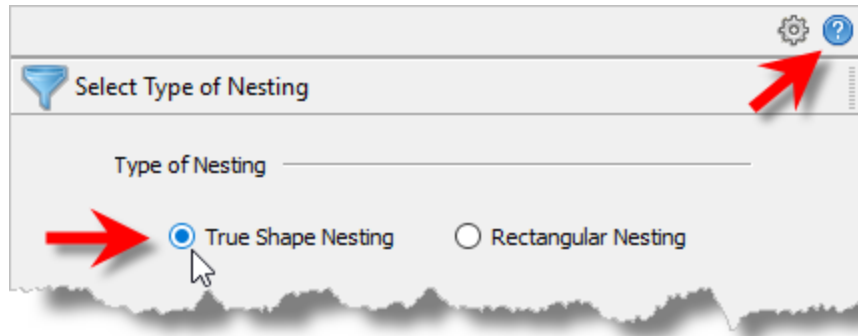 ?
Select Type of Nesting
Type of Nesting
True Shape Nesting Rectangular Nesting